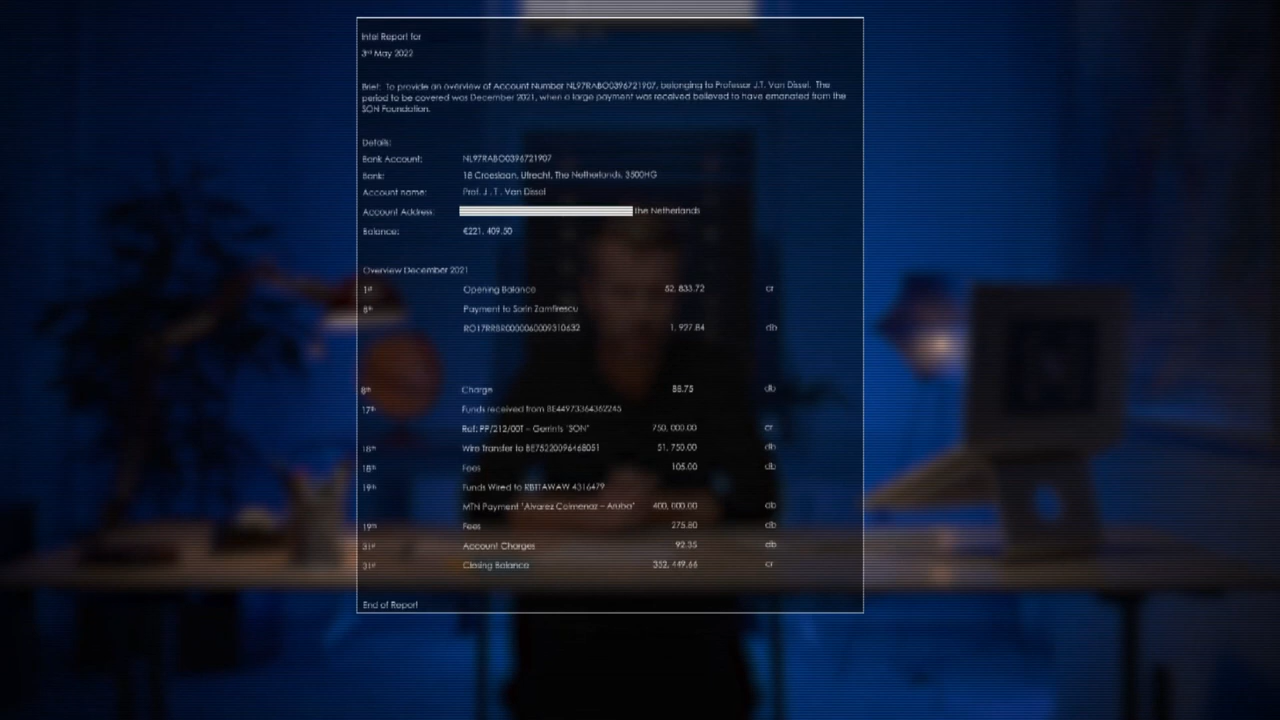 Intel Report for
3rd May 2022
Brief: To provide an overview of Account Number NL97RABO0396721907, belonging to Professor J.T. Van Dissel. The
period to be covered was December 2021, when a large payment was received believed to have emanated from the
SON Foundation.
Details:
Bank Account: NL97RABO0396721907
Bank: 18 Croeslaan, Utrecht, The Netherlands, 3500HG
Account name: Prof. J . T . Van Dissel
Account Address: the Netherlands
Balance: €221, 409.50
Overview December 2021
1st Opening Balance 52, 833.72 cr
8th Payment to Sorin Zamfirescu
RO17RRBR0000060009310632 1, 927.84 db
8th Charge 88.75 db
17th Funds received from BE44973364362245
Ref: PP/212/00T – Gerrints "SON" 750, 000.00 cr
18th Wire Transfer to BE75220096468051 51, 750.00 db
18th Fees 105.00 db
19th Funds Wired to RBTTAWAW 4316479
MTN Payment "Alvarez Colmenaz – Aruba" 400, 000.00 db
19th Fees 275.80 db
31st Account Charges 92.35 db
31st Closing Balance 352, 449.66 cr
End of Report